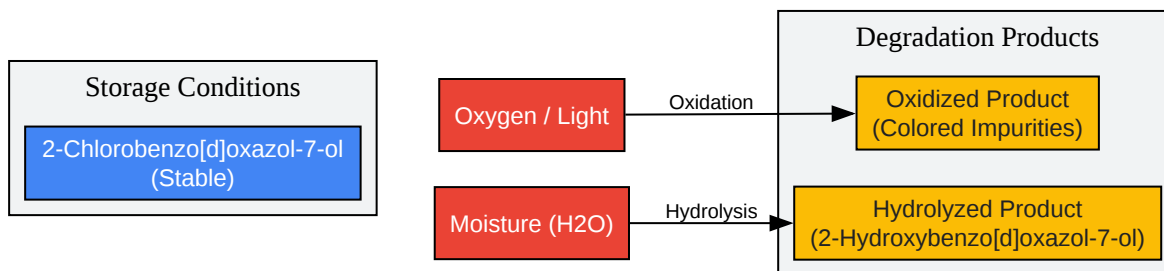 Storage Conditions
2-Chlorobenzo[d]oxazol-7-ol
(Stable)
Oxygen / Light
Oxidation
Moisture (H2O)
Hydrolysis
Degradation Products
Oxidized Product
(Colored Impurities)
Hydrolyzed Product
(2-Hydroxybenzo[d]oxazol-7-ol)